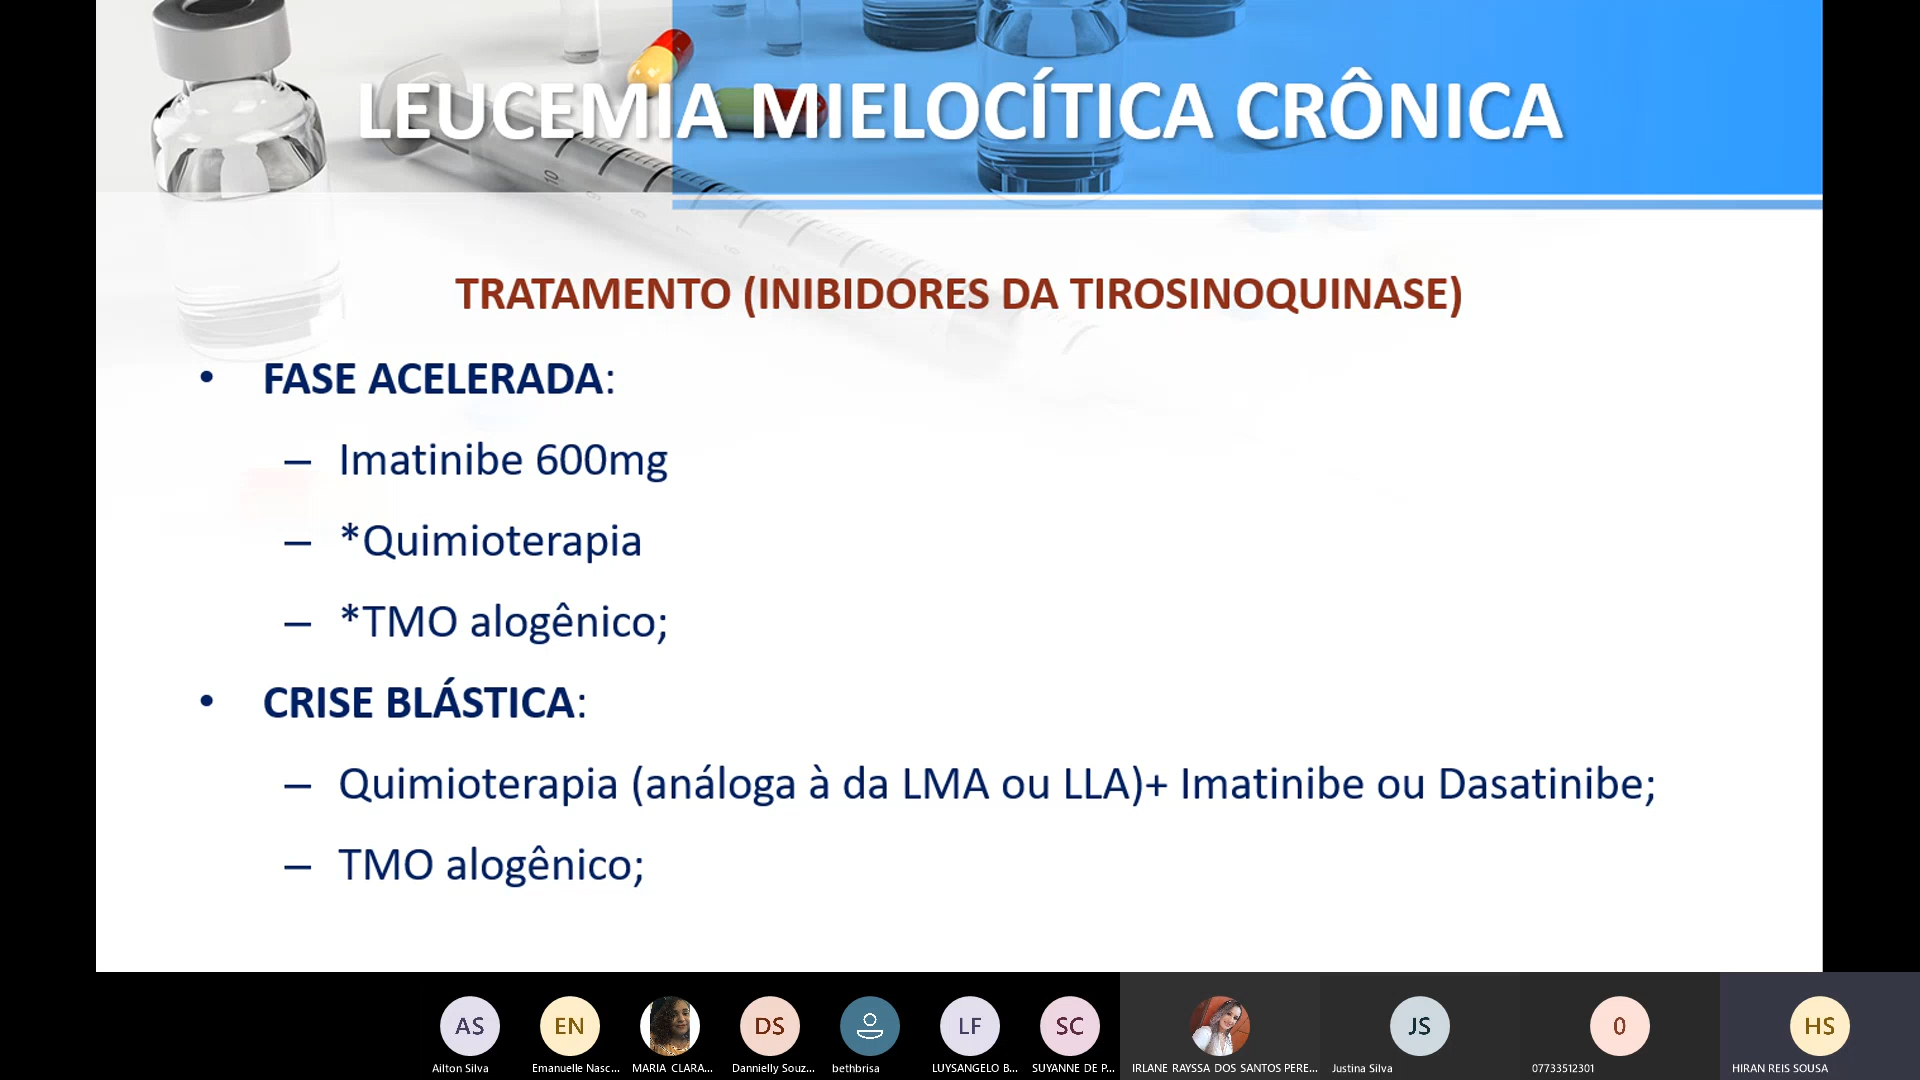 LEUCEMIA MIELOCÍTICA CRÔNICA
TRATAMENTO (INIBIDORES DA TIROSINOQUINASE)
• FASE ACELERADA:
– Imatinibe 600mg
– *Quimioterapia
– *TMO alogênico;
• CRISE BLÁSTICA:
– Quimioterapia (análoga à da LMA ou LLA)+ Imatinibe ou Dasatinibe;
– TMO alogênico;
AS EN DS LF SC JS 0 HS
Ailton Silva Emanuelle Nasc... MARIA CLARA... Dannielly Souz... bethbrisa LUYSANGELO B... SUYANNE DE P... IRLANE RAYSSA DOS SANTOS PERE... Justina Silva 07733512301 HIRAN REIS SOUSA